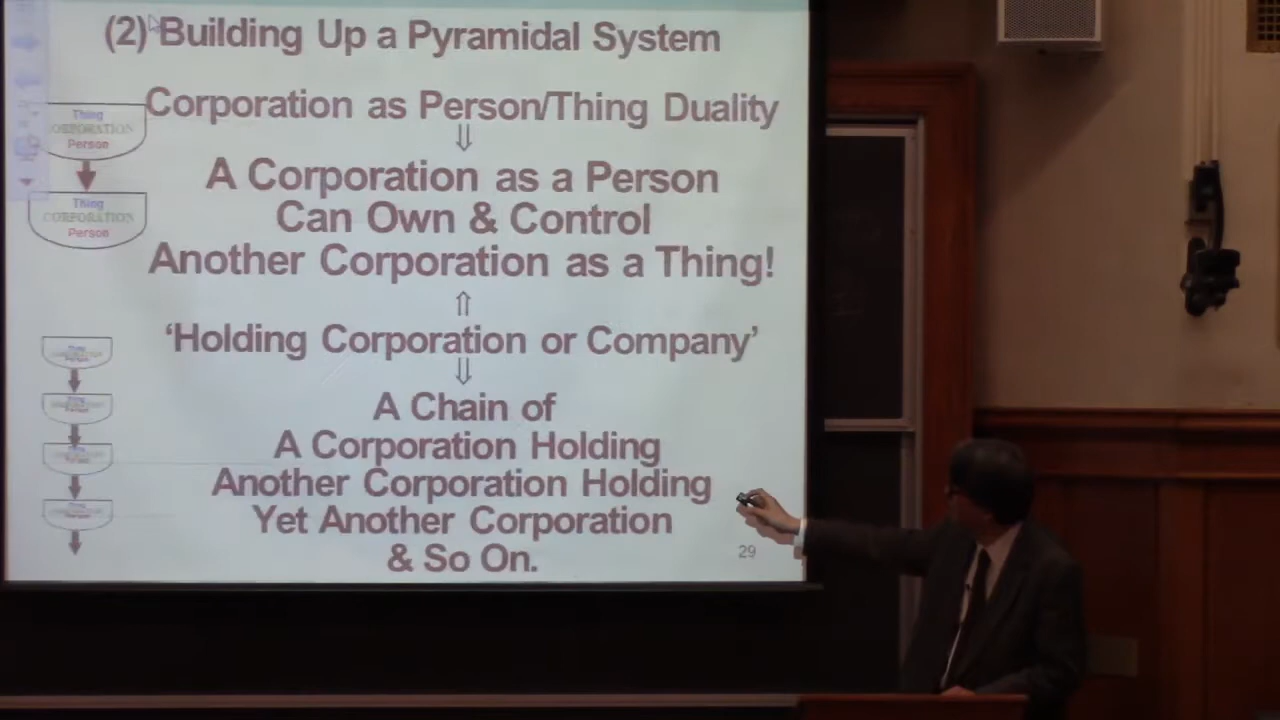 (2) Building Up a Pyramidal System
Corporation as Person/Thing Duality
Thing
CORPORATION
Person
⇓
A Corporation as a Person
Can Own & Control
Another Corporation as a Thing!
Thing
CORPORATION
Person
⇑
‘Holding Corporation or Company’
⇓
A Chain of
A Corporation Holding
Another Corporation Holding
Yet Another Corporation
& So On.
29